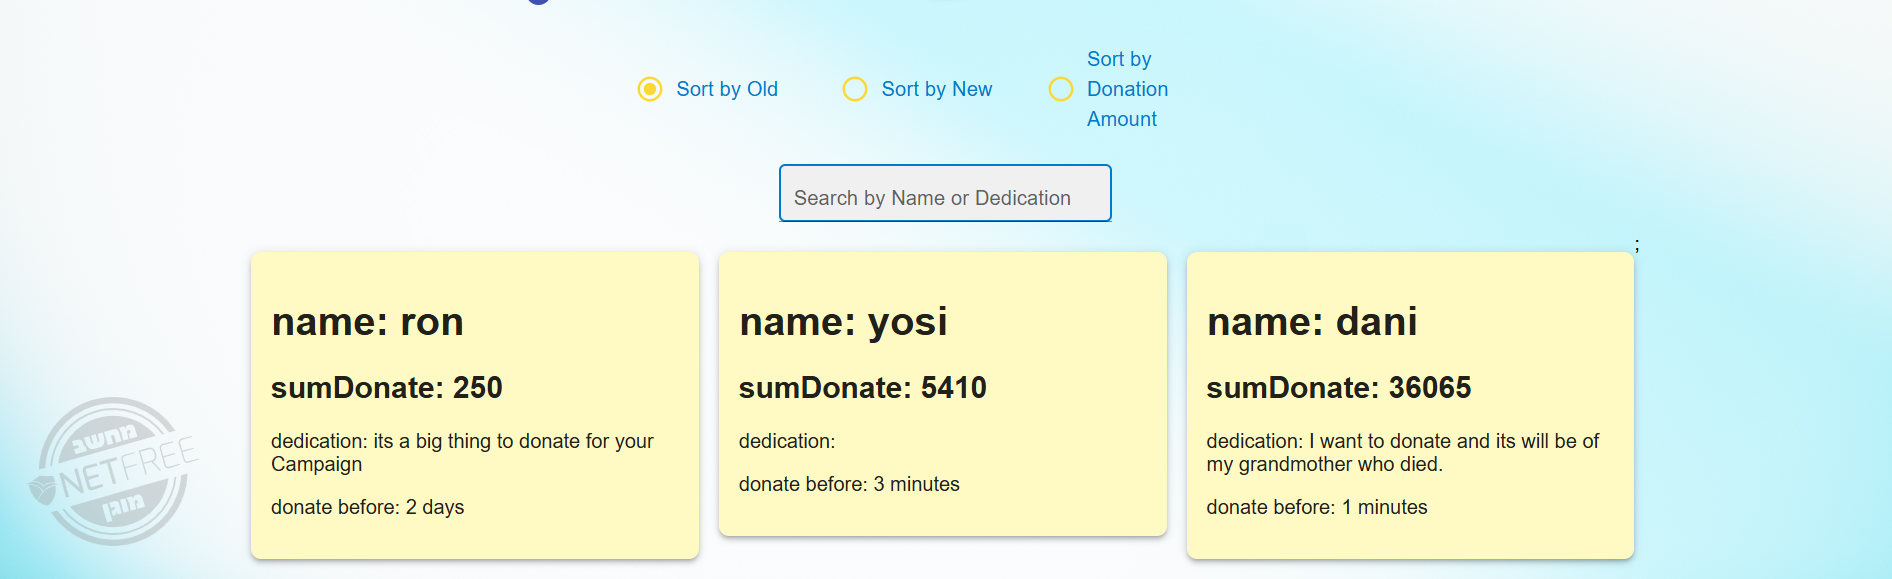 Sort by Old
Sort by New
Sort by
Donation
Amount
Search by Name or Dedication
;
name: ron
sumDonate: 250
dedication: its a big thing to donate for your
Campaign
donate before: 2 days
name: yosi
sumDonate: 5410
dedication:
donate before: 3 minutes
name: dani
sumDonate: 36065
dedication: I want to donate and its will be of
my grandmother who died.
donate before: 1 minutes
מחשב
NETFREE
מוגן